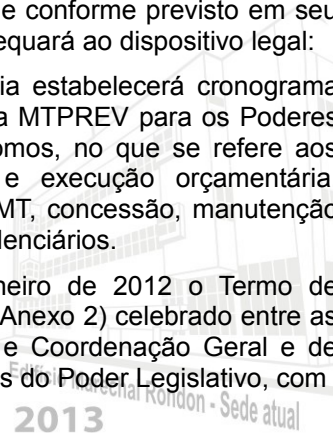 e conforme previsto em seu
equará ao dispositivo legal:
ia estabelecerá cronograma
a MTPREV para os Poderes
omos, no que se refere aos
e execução orçamentária
MT, concessão, manutenção
denciários.
neiro de 2012 o Termo de
Anexo 2) celebrado entre as
e Coordenação Geral e de
s do Poder Legislativo, com
Rondon - Sede atual
2013